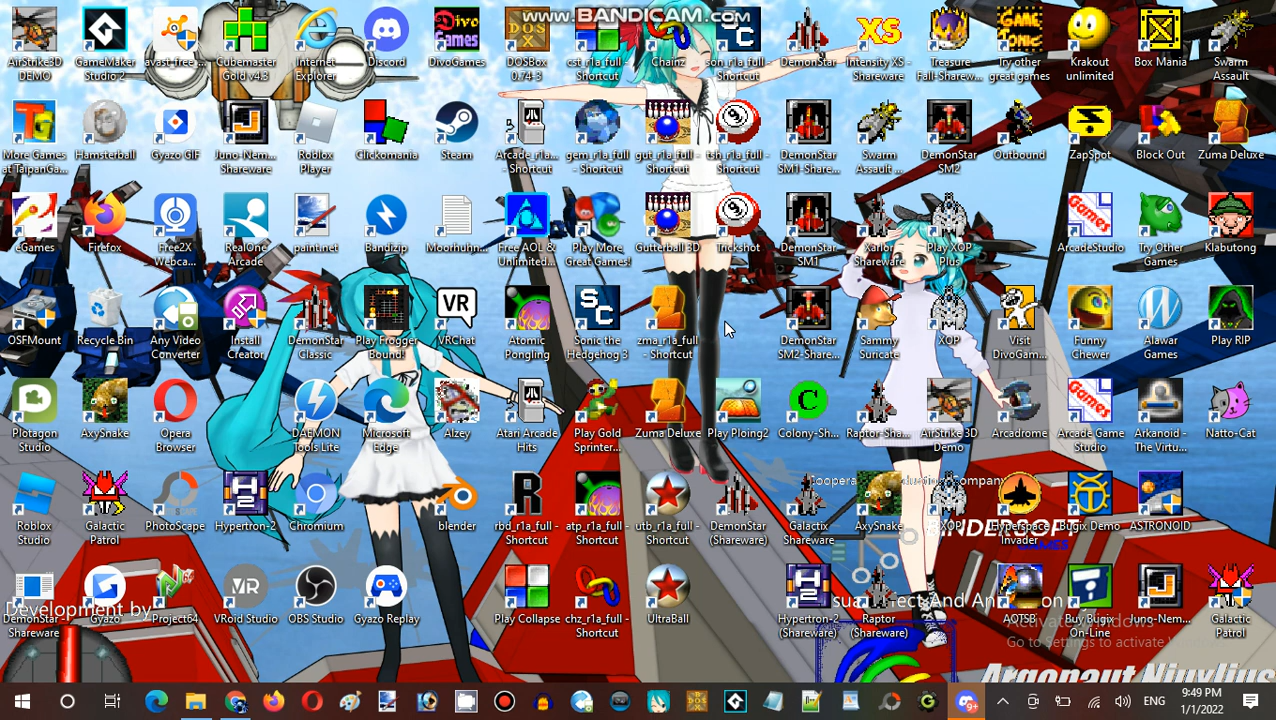 www.BANDICAM.com
AirStrike3D DEMO
GameMaker Studio 2
avast_free_...
Cubemaster Gold v4.3
Internet Explorer
Discord
DivoGames
DOSBox 0.74-3
cst_r1a_full - Shortcut
Chainz
son_r1a_full - Shortcut
DemonStar
Intensity XS - Shareware
Treasure Fall-Sharew...
Try other great games
Krakout unlimited
Box Mania
Swarm Assault
More Games at TaipanGa...
Hamsterball
Gyazo GIF
Juno-Nem... Shareware
Roblox Player
Clickomania
Steam
Arcade_r1a... - Shortcut
gem_r1a_full - Shortcut
gut_r1a_full - Shortcut
tsh_r1a_full - Shortcut
DemonStar SM1-Share...
Swarm Assault ...
DemonStar SM2
Outbound
ZapSpot
Block Out
Zuma Deluxe
eGames
Firefox
Free2X Webca...
RealOne Arcade
paint.net
Bandizip
Moorhuhn...
Free AOL & Unlimited...
Play More Great Games!
Gutterball 3D
Trickshot
DemonStar SM1
Xarlor Shareware
Play XOP Plus
ArcadeStudio
Try Other Games
Klabutong
OSFMount
Recycle Bin
Any Video Converter
Install Creator
DemonStar Classic
Play Frogger Bound!
VRChat
Atomic Pongling
Sonic the Hedgehog 3
zma_r1a_full - Shortcut
DemonStar SM2-Share...
Sammy Suricate
XOP
Visit DivoGam...
Funny Chewer
Alawar Games
Play RIP
Plotagon Studio
AxySnake
Opera Browser
DAEMON Tools Lite
Microsoft Edge
Alzey
Atari Arcade Hits
Play Gold Sprinter...
Zuma Deluxe
Play Ploing2
Colony-Sh...
Raptor-Sha...
AirStrike 3D Demo
Arcadrome
Arcade Game Studio
Arkanoid - The Virtu...
Natto-Cat
Roblox Studio
Galactic Patrol
PhotoScape
Hypertron-2
Chromium
blender
rbd_r1a_full - Shortcut
atp_r1a_full - Shortcut
utb_r1a_full - Shortcut
DemonStar (Shareware)
Galactix Shareware
AxySnake
XOP
Hyperspace Invader
Bugix Demo
ASTRONOID
DemonStar Shareware
Gyazo
Project64
VRoid Studio
OBS Studio
Gyazo Replay
Play Collapse
chz_r1a_full - Shortcut
UltraBall
Hypertron-2 (Shareware)
Raptor (Shareware)
AOTSB
Buy Bugix On-Line
Juno-Nem...
Galactic Patrol
Development by
Activate Windows
Go to Settings to activate Windows.
ENG
9:49 PM
1/1/2022